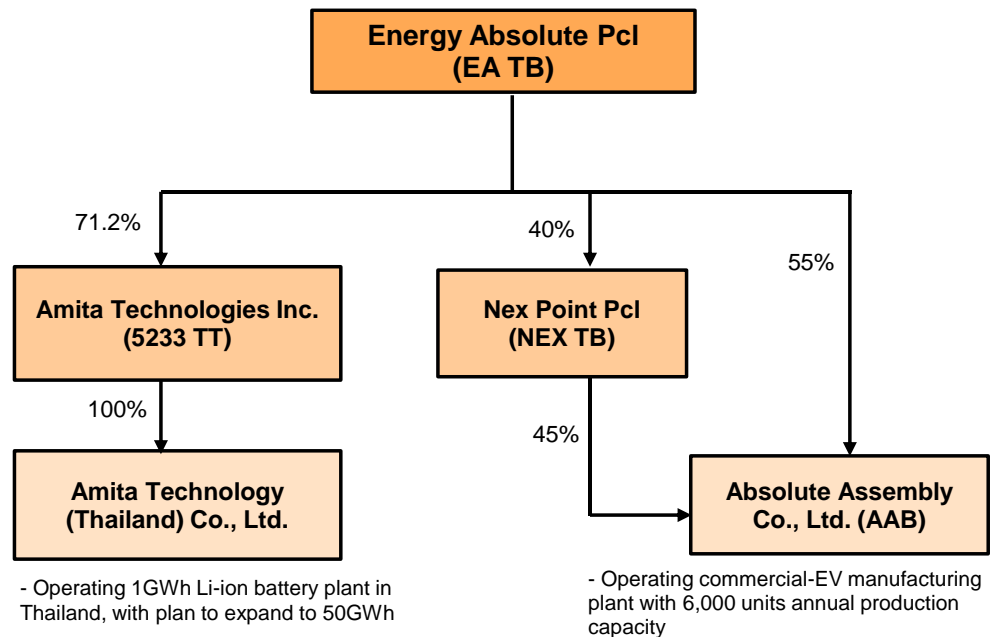 Energy Absolute Pcl
(EA TB)
71.2%
40%
55%
Amita Technologies Inc.
(5233 TT)
Nex Point Pcl
(NEX TB)
100%
45%
Amita Technology
(Thailand) Co., Ltd.
Absolute Assembly
Co., Ltd. (AAB)
- Operating 1GWh Li-ion battery plant in
Thailand, with plan to expand to 50GWh
- Operating commercial-EV manufacturing
plant with 6,000 units annual production
capacity